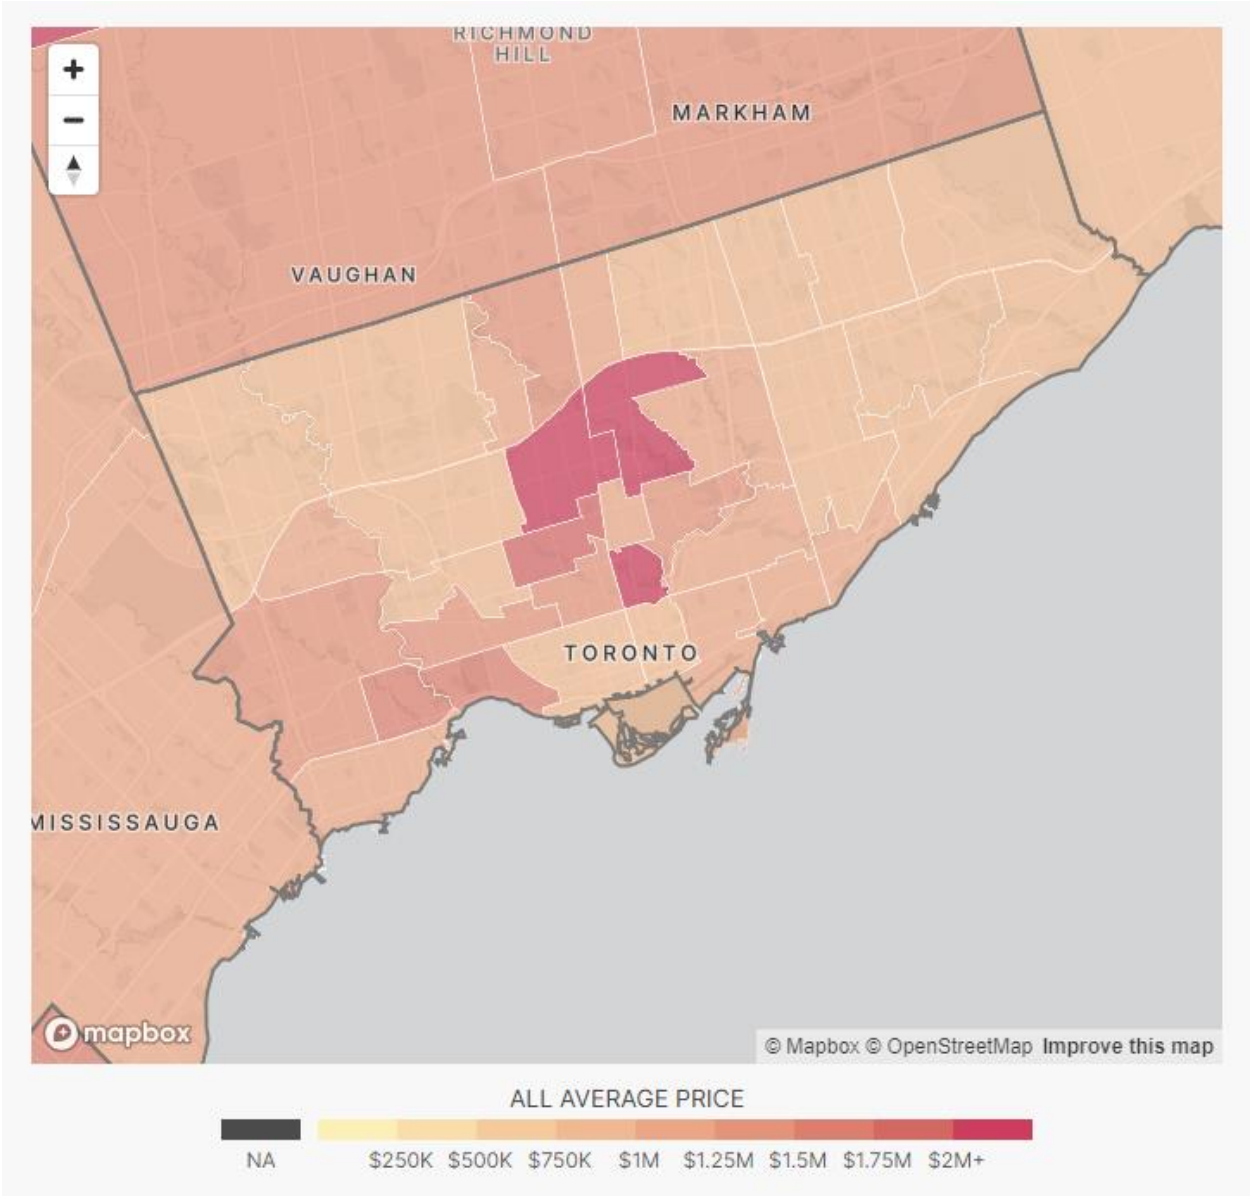 RICHMOND
HILL
+
MARKHAM
−
VAUGHAN
TORONTO
MISSISSAUGA
mapbox
© Mapbox © OpenStreetMap Improve this map
ALL AVERAGE PRICE
NA $250K $500K $750K $1M $1.25M $1.5M $1.75M $2M+